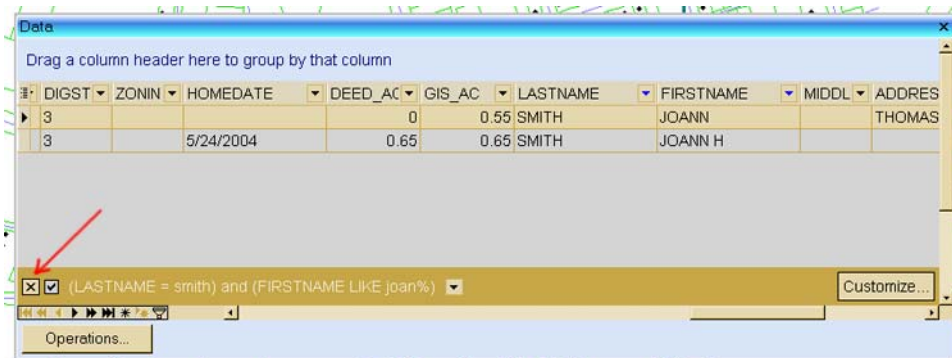 Data
Drag a column header here to group by that column
DIGST ZONIN HOMEDATE DEED_AC GIS_AC LASTNAME FIRSTNAME MIDDL ADDRES
3 0 0.55 SMITH JOANN THOMAS
3 5/24/2004 0.65 0.65 SMITH JOANN H
(LASTNAME = smith) and (FIRSTNAME LIKE joan%) Customize...
Operations...